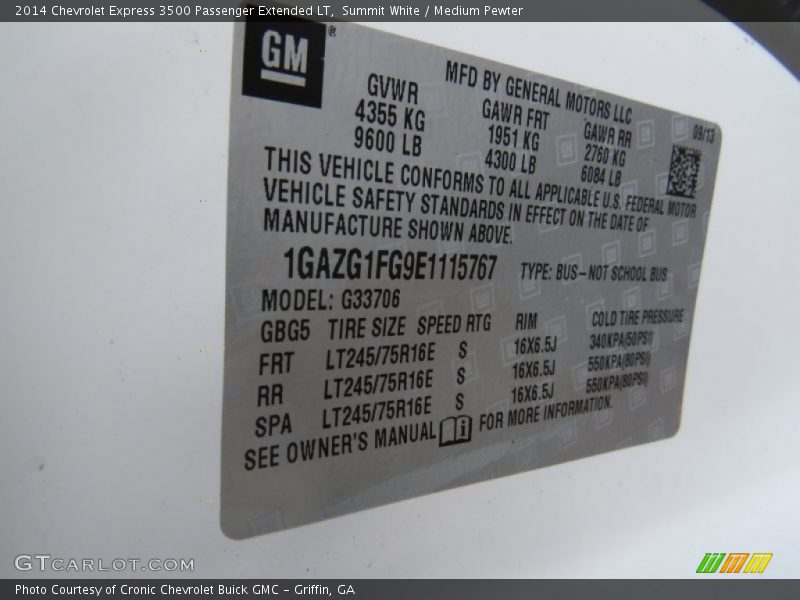 2014 Chevrolet Express 3500 Passenger Extended LT, Summit White / Medium Pewter
GM®
MFD BY GENERAL MOTORS LLC
GVWR GAWR FRT GAWR RR 09/13
4355 KG 1951 KG 2760 KG
9600 LB 4300 LB 6084 LB
THIS VEHICLE CONFORMS TO ALL APPLICABLE U.S. FEDERAL MOTOR
VEHICLE SAFETY STANDARDS IN EFFECT ON THE DATE OF
MANUFACTURE SHOWN ABOVE.
1GAZG1FG9E1115767 TYPE: BUS-NOT SCHOOL BUS
MODEL: G33706
GBG5 TIRE SIZE SPEED RTG RIM COLD TIRE PRESSURE
FRT LT245/75R16E S 16X6.5J 340KPA(50PSI)
RR LT245/75R16E S 16X6.5J 550KPA(80PSI)
SPA LT245/75R16E S 16X6.5J 550KPA(80PSI)
SEE OWNER'S MANUAL FOR MORE INFORMATION.
GTCARLOT.COM
Photo Courtesy of Cronic Chevrolet Buick GMC - Griffin, GA